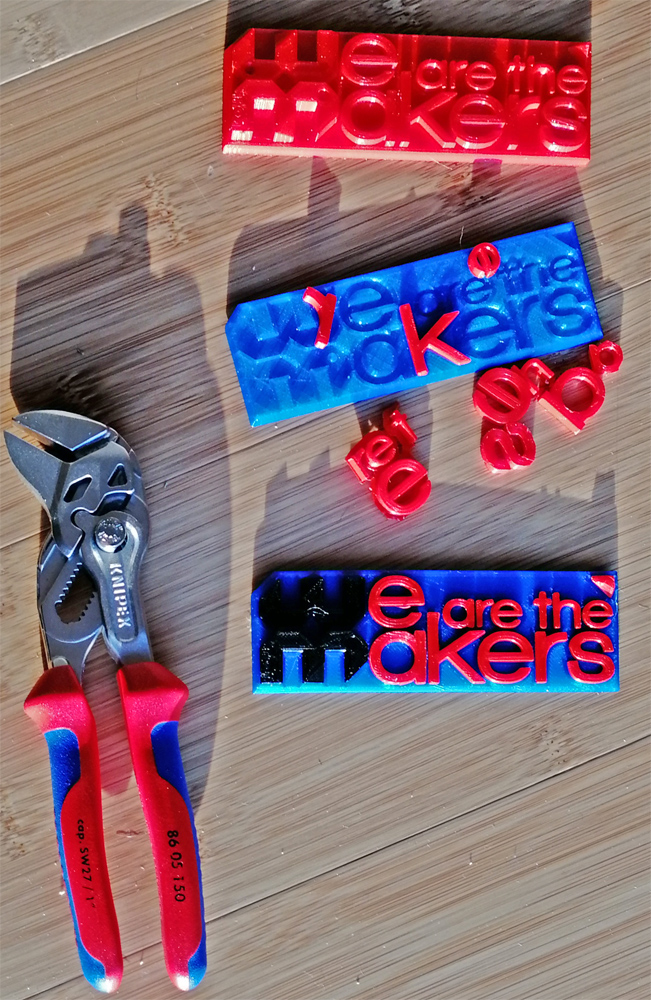 We are the
makers
we are the
makers
We are the
makers
KNIPEX
cap. SW27 / 1"
86 05 150